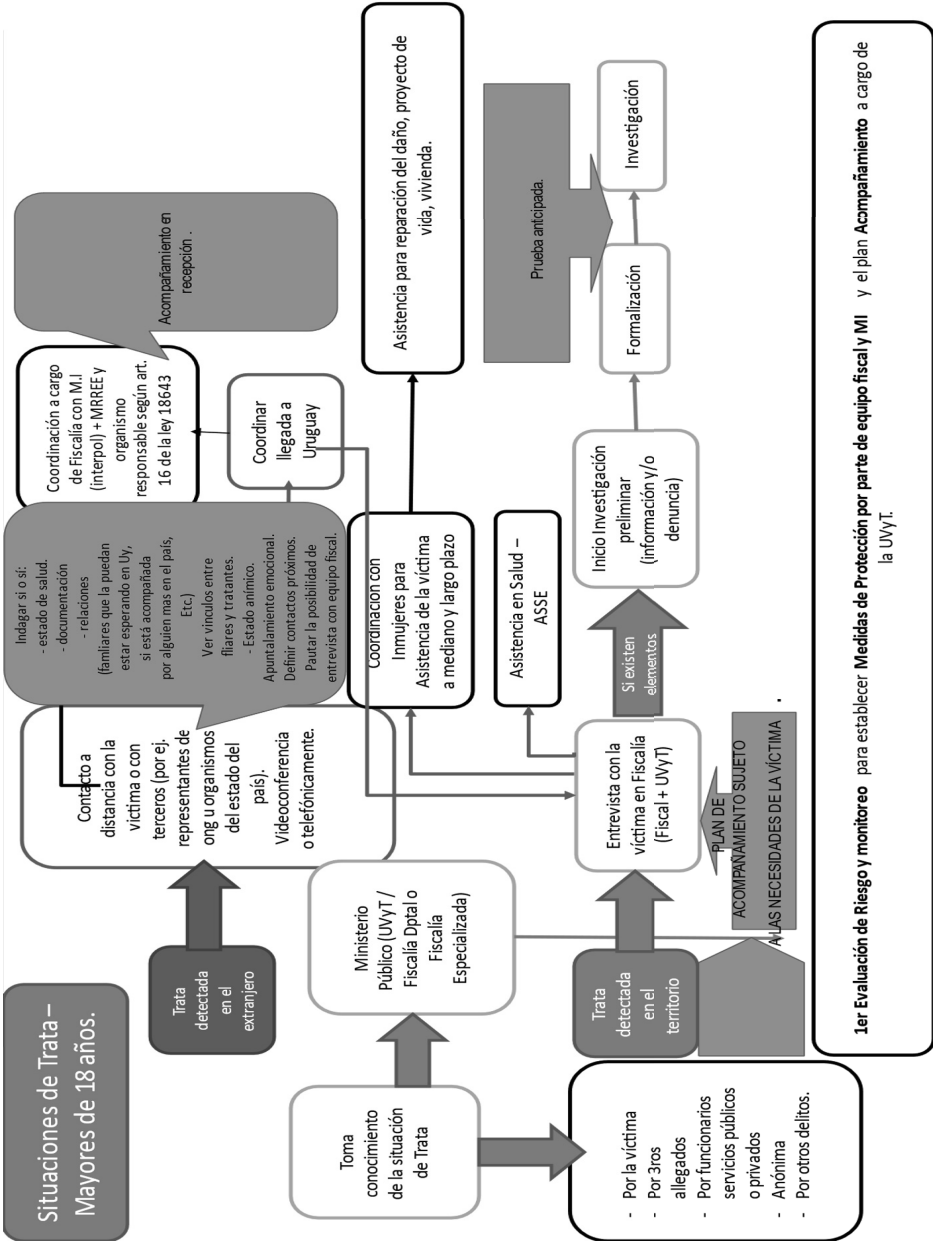 Situaciones de Trata –
Mayores de 18 años.
Toma
conocimiento
de la situación
de Trata
- Por la víctima
- Por 3ros
allegados
- Por funcionarios
servicios públicos
o privados
- Anónima
- Por otros delitos.
Ministerio
Público (UVyT /
Fiscalía Dptal o
Fiscalía
Especializada)
Trata
detectada
en el
extranjero
Contacto a
distancia con la
víctima o con
terceros (por ej.
representantes de
ong u organismos
del estado del
país).
Videoconferencia
o telefónicamente.
Indagar si o sí:
- estado de salud.
- documentación
- relaciones
(famliares que la puedan
estar esperando en Uy,
si está acompañada
por alguien mas en el país,
Etc.)
Ver vínculos entre
fliares y tratantes.
- Estado anímico.
Apuntalamiento emocional.
Definir contactos próximos.
Pautar la posibilidad de
entrevista con equipo fiscal.
Coordinar
llegada a
Uruguay
Coordinación a cargo
de Fiscalía con M.I
(interpol) + MRREE y
organismo
responsable según art.
16 de la ley 18643
Acompañamiento en
recepción .
Coordinacion con
Inmujeres para
Asistencia de la víctima
a mediano y largo plazo
Asistencia para reparación del daño, proyecto de
vida, vivienda.
Asistencia en Salud –
ASSE
Trata
detectada
en el
territorio
Entrevista con la
víctima en Fiscalía
(Fiscal + UVyT)
Si existen
elementos
Inicio Investigación
preliminar
(información y/o
denuncia)
Formalización
Investigación
Prueba anticipada.
PLAN DE
ACOMPAÑAMIENTO SUJETO
A LAS NECESIDADES DE LA VÍCTIMA .
1er Evaluación de Riesgo y monitoreo para establecer Medidas de Protección por parte de equipo fiscal y MI y el plan Acompañamiento a cargo de
la UVyT.